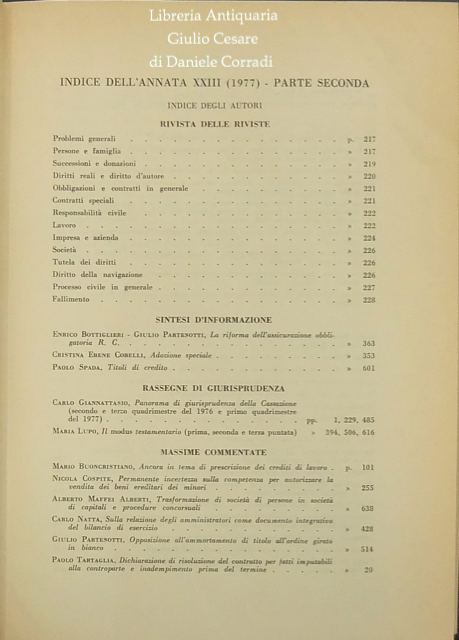 Libreria Antiquaria
Giulio Cesare
di Daniele Corradi
INDICE DELL'ANNATA XXIII (1977) - PARTE SECONDA
INDICE DEGLI AUTORI
RIVISTA DELLE RIVISTE
Problemi generali . . . . . . . . . . . . . . . p. 217
Persone e famiglia . . . . . . . . . . . . . . . » 217
Successioni e donazioni . . . . . . . . . . . . . . » 219
Diritti reali e diritto d'autore . . . . . . . . . . . . » 220
Obbligazioni e contratti in generale . . . . . . . . . . » 221
Contratti speciali . . . . . . . . . . . . . . . » 221
Responsabilità civile . . . . . . . . . . . . . . » 222
Lavoro . . . . . . . . . . . . . . . . . . » 222
Impresa e azienda . . . . . . . . . . . . . . . » 224
Società . . . . . . . . . . . . . . . . . . » 226
Tutela dei diritti . . . . . . . . . . . . . . . » 226
Diritto della navigazione . . . . . . . . . . . . . » 226
Processo civile in generale . . . . . . . . . . . . . » 227
Fallimento . . . . . . . . . . . . . . . . . » 228
SINTESI D'INFORMAZIONE
Enrico Bottiglieri - Giulio Partesotti, La riforma dell'assicurazione obbli-
gatoria R. C. . . . . . . . . . . . . . . . » 363
Cristina Ebene Cobelli, Adozione speciale . . . . . . . . . » 353
Paolo Spada, Titoli di credito . . . . . . . . . . . . » 601
RASSEGNE DI GIURISPRUDENZA
Carlo Giannattasio, Panorama di giurisprudenza della Cassazione
(secondo e terzo quadrimestre del 1976 e primo quadrimestre
del 1977) . . . . . . . . . . . . . . pp. 1, 229, 485
Maria Lupo, Il modus testamentario (prima, seconda e terza puntata) » 394, 506, 616
MASSIME COMMENTATE
Mario Buoncristiano, Ancora in tema di prescrizione dei crediti di lavoro . p. 101
Nicola Cospite, Permanente incertezza sulla competenza per autorizzare la
vendita dei beni ereditari dei minori . . . . . . . . . » 255
Alberto Maffei Alberti, Trasformazione di società di persone in società
di capitali e procedure concorsuali . . . . . . . . . » 638
Carlo Natta, Sulla relazione degli amministratori come documento integrativo
del bilancio di esercizio . . . . . . . . . . . . » 428
Giulio Partesotti, Opposizione all'ammortamento di titolo all'ordine girato
in bianco . . . . . . . . . . . . . . . . » 514
Paolo Tartaglia, Dichiarazione di risoluzione del contratto per fatti imputabili
alla controparte e inadempimento prima del termine . . . . . » 20